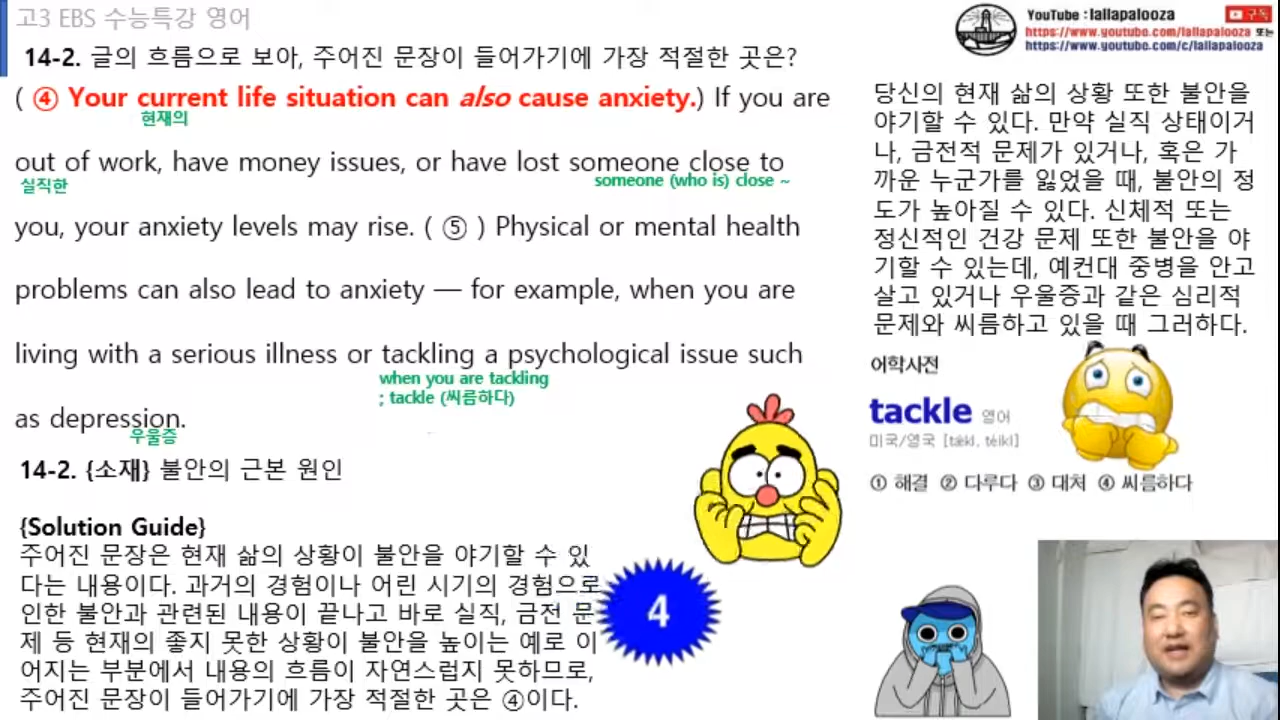 고3 EBS 수능특강 영어
YouTube : lallapalooza
구독
https://www.youtube.com/lallapalooza 또는
https://www.youtube.com/c/lallapalooza
14-2. 글의 흐름으로 보아, 주어진 문장이 들어가기에 가장 적절한 곳은?
( ④ Your current life situation can also cause anxiety.) If you are
현재의
out of work, have money issues, or have lost someone close to
실직한
someone (who is) close ~
you, your anxiety levels may rise. ( ⑤ ) Physical or mental health
problems can also lead to anxiety — for example, when you are
living with a serious illness or tackling a psychological issue such
when you are tackling
; tackle (씨름하다)
as depression.
우울증
14-2. {소재} 불안의 근본 원인
{Solution Guide}
주어진 문장은 현재 삶의 상황이 불안을 야기할 수 있
다는 내용이다. 과거의 경험이나 어린 시기의 경험으로
인한 불안과 관련된 내용이 끝나고 바로 실직, 금전 문
제 등 현재의 좋지 못한 상황이 불안을 높이는 예로 이
어지는 부분에서 내용의 흐름이 자연스럽지 못하므로,
주어진 문장이 들어가기에 가장 적절한 곳은 ④이다.
4
당신의 현재 삶의 상황 또한 불안을
야기할 수 있다. 만약 실직 상태이거
나, 금전적 문제가 있거나, 혹은 가
까운 누군가를 잃었을 때, 불안의 정
도가 높아질 수 있다. 신체적 또는
정신적인 건강 문제 또한 불안을 야
기할 수 있는데, 예컨대 중병을 안고
살고 있거나 우울증과 같은 심리적
문제와 씨름하고 있을 때 그러하다.
어학사전
tackle 영어
미국/영국 [tækl, téikl]
① 해결 ② 다루다 ③ 대처 ④ 씨름하다